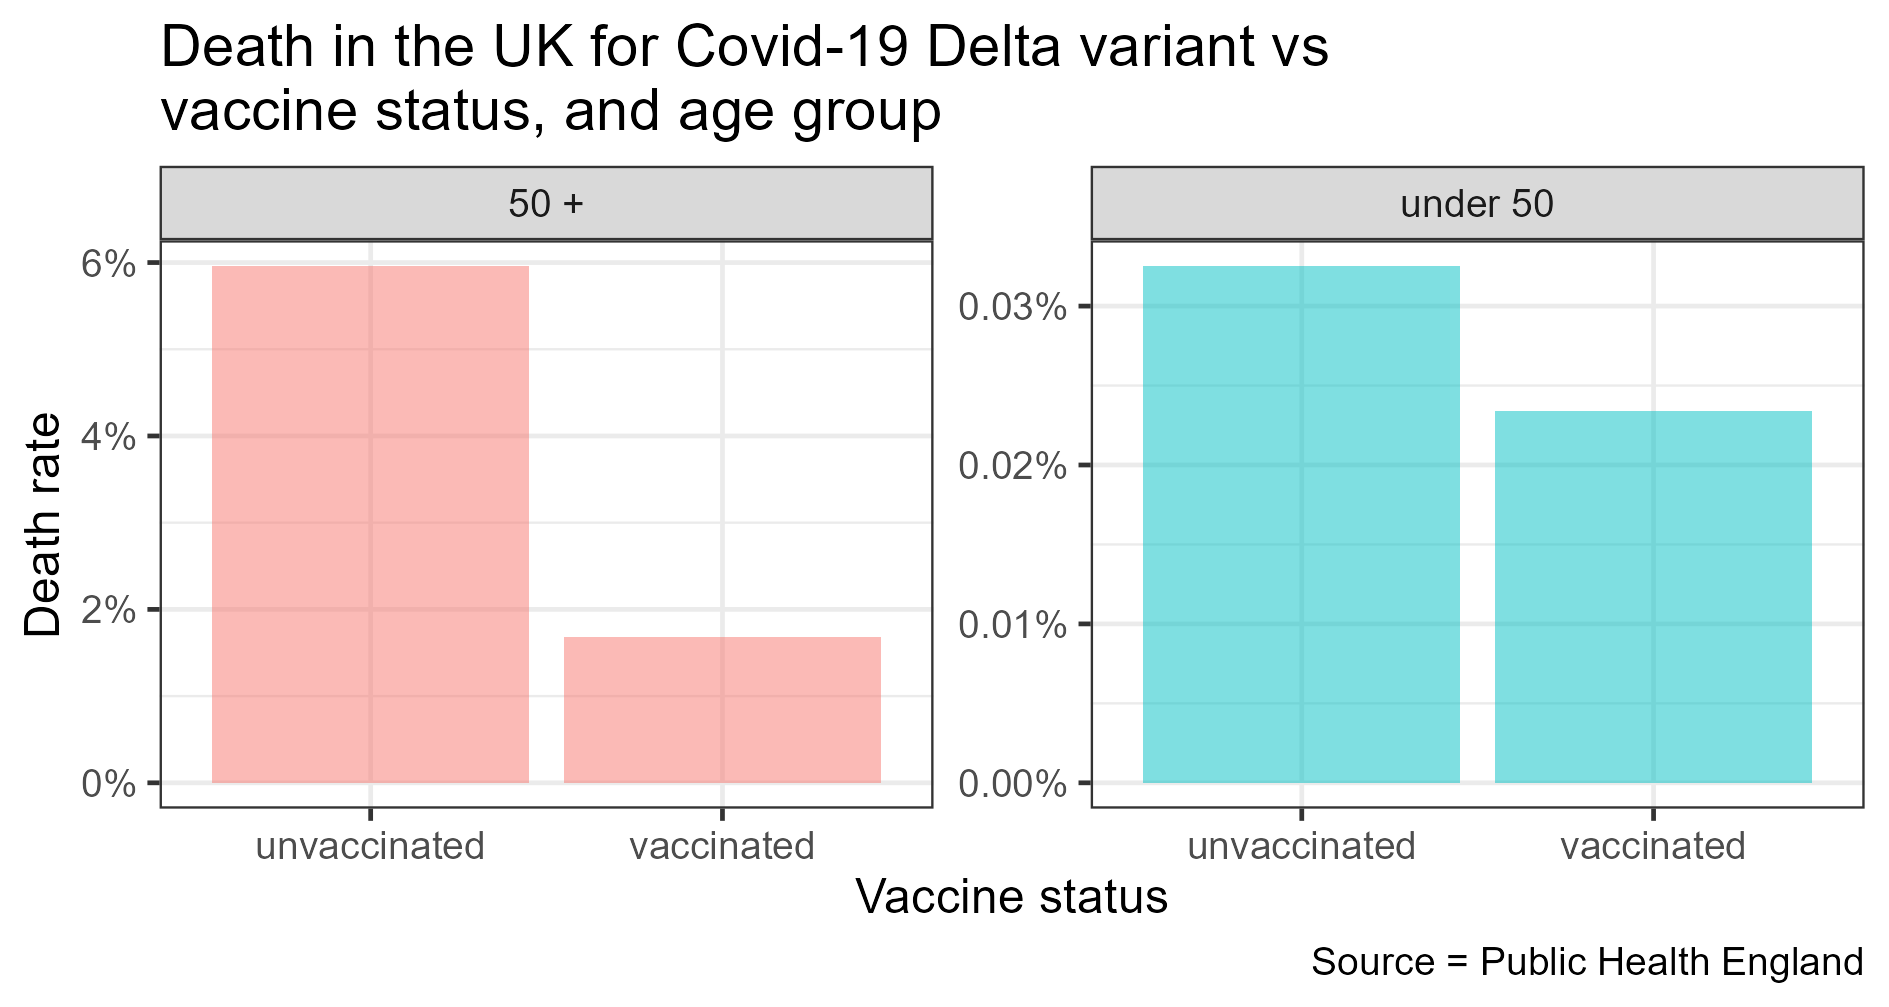 Death in the UK for Covid-19 Delta variant vs
vaccine status, and age group
50 +
under 50
Death rate
6%
4%
2%
0%
0.03%
0.02%
0.01%
0.00%
unvaccinated
vaccinated
unvaccinated
vaccinated
Vaccine status
Source = Public Health England